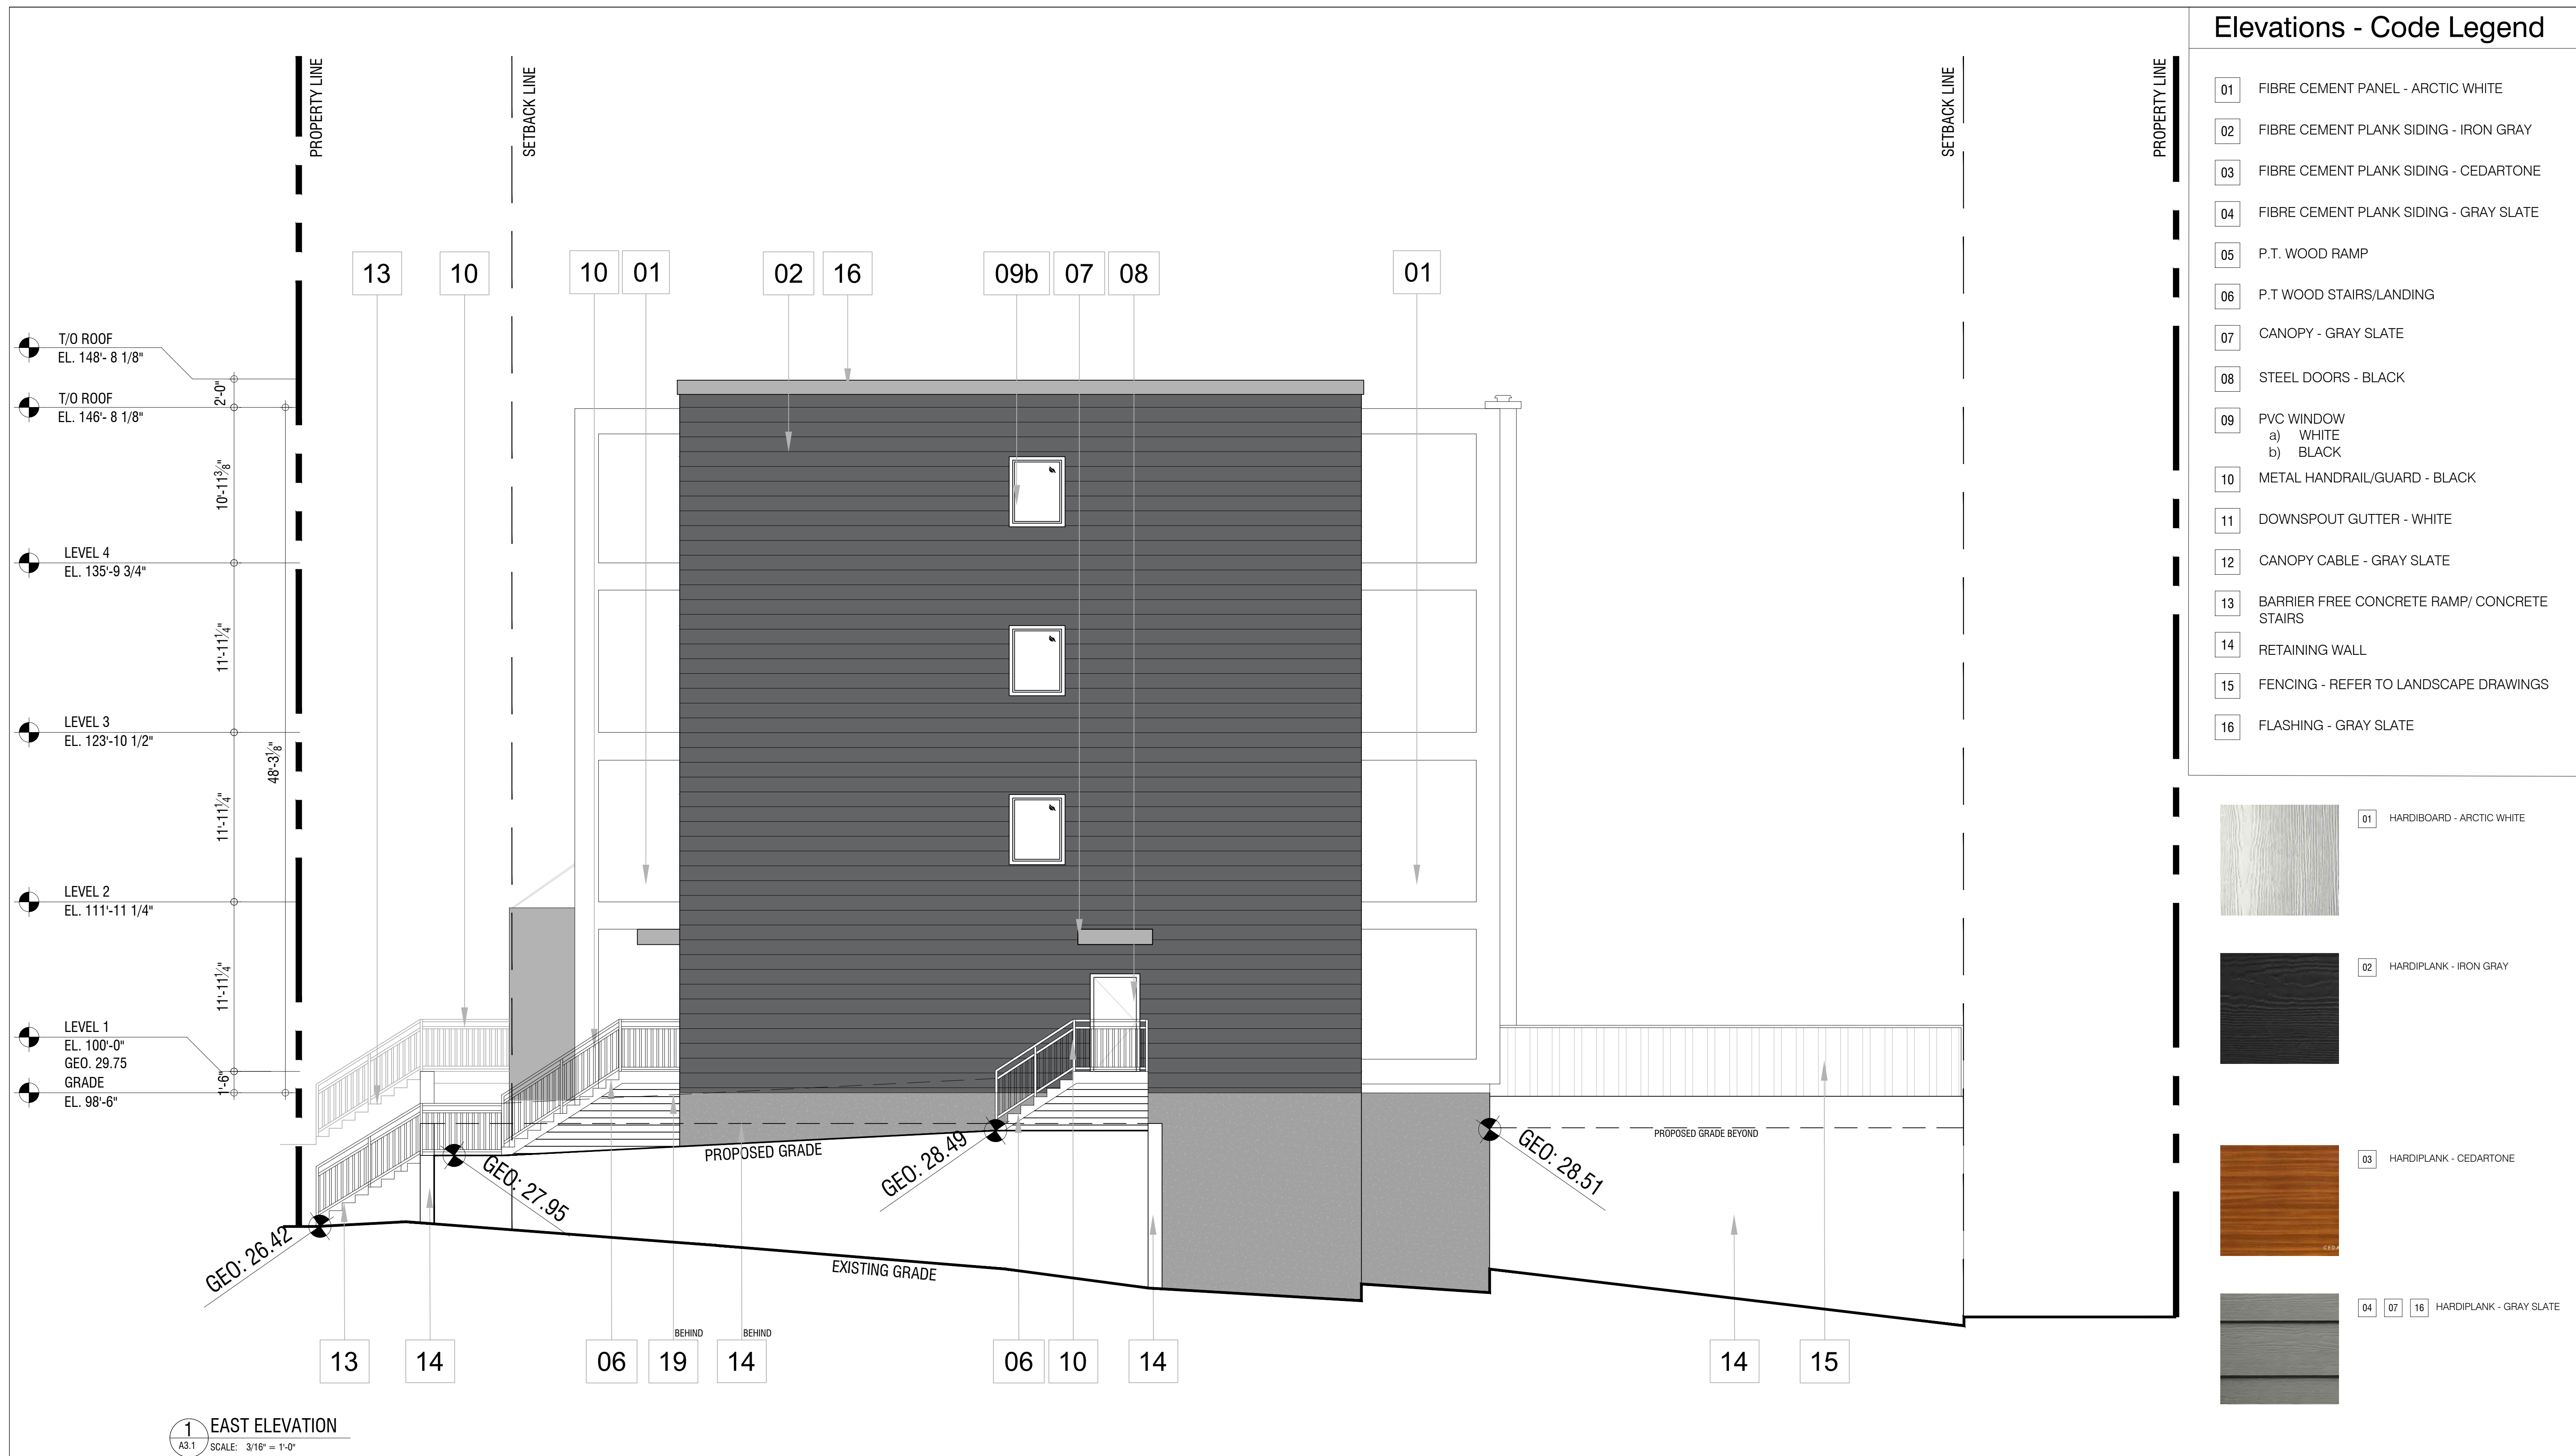 Elevations - Code Legend
01 FIBRE CEMENT PANEL - ARCTIC WHITE
02 FIBRE CEMENT PLANK SIDING - IRON GRAY
03 FIBRE CEMENT PLANK SIDING - CEDARTONE
04 FIBRE CEMENT PLANK SIDING - GRAY SLATE
05 P.T. WOOD RAMP
06 P.T WOOD STAIRS/LANDING
07 CANOPY - GRAY SLATE
08 STEEL DOORS - BLACK
09 PVC WINDOW
a) WHITE
b) BLACK
10 METAL HANDRAIL/GUARD - BLACK
11 DOWNSPOUT GUTTER - WHITE
12 CANOPY CABLE - GRAY SLATE
13 BARRIER FREE CONCRETE RAMP/ CONCRETE
STAIRS
14 RETAINING WALL
15 FENCING - REFER TO LANDSCAPE DRAWINGS
16 FLASHING - GRAY SLATE
01 HARDIBOARD - ARCTIC WHITE
02 HARDIPLANK - IRON GRAY
03 HARDIPLANK - CEDARTONE
04 07 16 HARDIPLANK - GRAY SLATE
PROPERTY LINE
SETBACK LINE
SETBACK LINE
PROPERTY LINE
13 10 10 01 02 16 09b 07 08 01
T/O ROOF
EL. 148'- 8 1/8"
T/O ROOF
EL. 146'- 8 1/8"
LEVEL 4
EL. 135'-9 3/4"
LEVEL 3
EL. 123'-10 1/2"
LEVEL 2
EL. 111'-11 1/4"
LEVEL 1
EL. 100'-0"
GEO. 29.75
GRADE
EL. 98'-6"
2'-0"
10'-11 3/8"
11'-11 1/4"
11'-11 1/4"
11'-11 1/4"
1'-6"
48'-3 1/8"
GEO: 26.42
GEO: 27.95
PROPOSED GRADE
GEO: 28.49
GEO: 28.51
PROPOSED GRADE BEYOND
EXISTING GRADE
BEHIND
BEHIND
13 14 06 19 14 06 10 14 14 15
1 EAST ELEVATION
A3.1 SCALE: 3/16" = 1'-0"